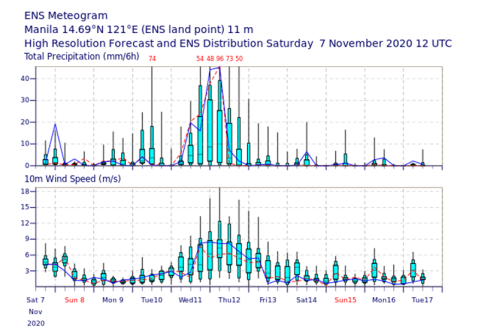 ENS Meteogram
Manila 14.69°N 121°E (ENS land point) 11 m
High Resolution Forecast and ENS Distribution Saturday 7 November 2020 12 UTC
Total Precipitation (mm/6h)
74 54 48 96 73 50
40
30
20
10
0
10m Wind Speed (m/s)
18
15
12
9
6
3
Sat 7 Sun 8 Mon 9 Tue10 Wed11 Thu12 Fri13 Sat14 Sun15 Mon16 Tue17
Nov
2020